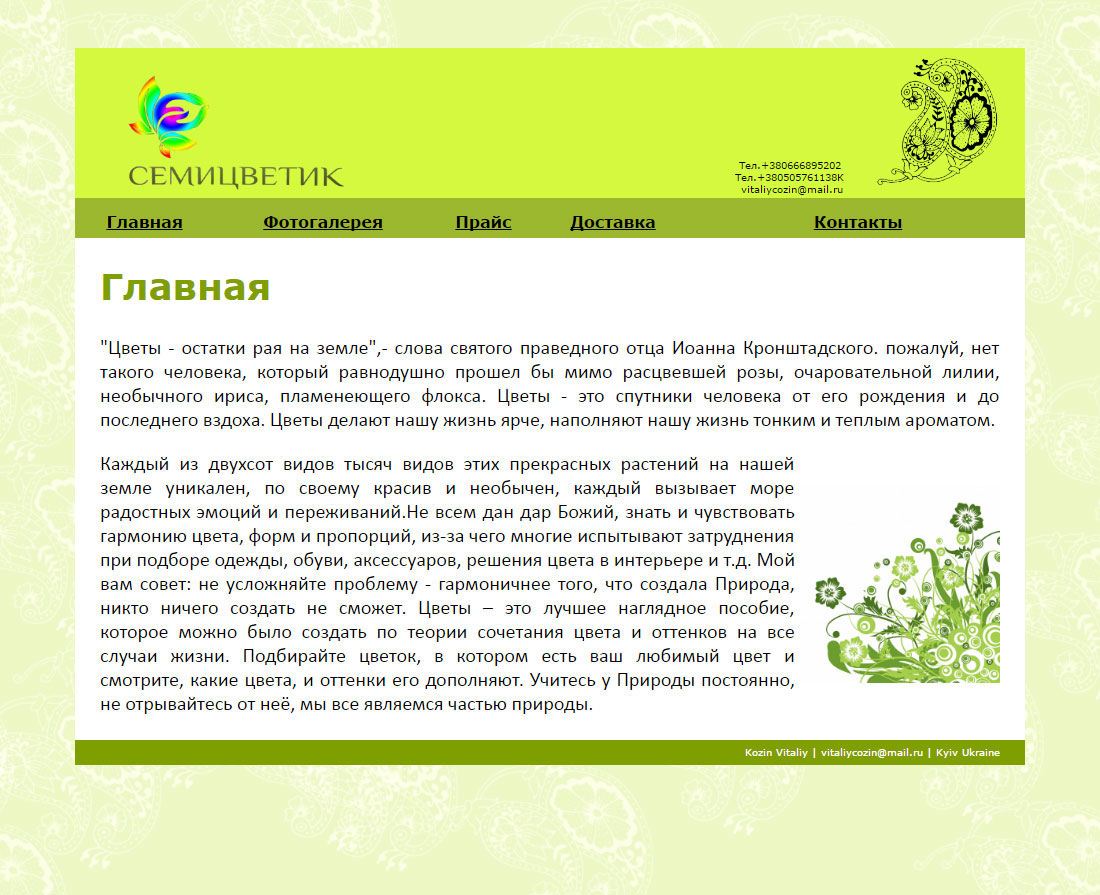 СЕМИЦВЕТИК
Тел.+380666895202
Тел.+380505761138K
vitaliycozin@mail.ru
Главная Фотогалерея Прайс Доставка Контакты
Главная
"Цветы - остатки рая на земле",- слова святого праведного отца Иоанна Кронштадского. пожалуй, нет
такого человека, который равнодушно прошел бы мимо расцвевшей розы, очаровательной лилии,
необычного ириса, пламенеющего флокса. Цветы - это спутники человека от его рождения и до
последнего вздоха. Цветы делают нашу жизнь ярче, наполняют нашу жизнь тонким и теплым ароматом.
Каждый из двухсот видов тысяч видов этих прекрасных растений на нашей
земле уникален, по своему красив и необычен, каждый вызывает море
радостных эмоций и переживаний.Не всем дан дар Божий, знать и чувствовать
гармонию цвета, форм и пропорций, из-за чего многие испытывают затруднения
при подборе одежды, обуви, аксессуаров, решения цвета в интерьере и т.д. Мой
вам совет: не усложняйте проблему - гармоничнее того, что создала Природа,
никто ничего создать не сможет. Цветы – это лучшее наглядное пособие,
которое можно было создать по теории сочетания цвета и оттенков на все
случаи жизни. Подбирайте цветок, в котором есть ваш любимый цвет и
смотрите, какие цвета, и оттенки его дополняют. Учитесь у Природы постоянно,
не отрывайтесь от неё, мы все являемся частью природы.
Kozin Vitaliy | vitaliycozin@mail.ru | Kyiv Ukraine